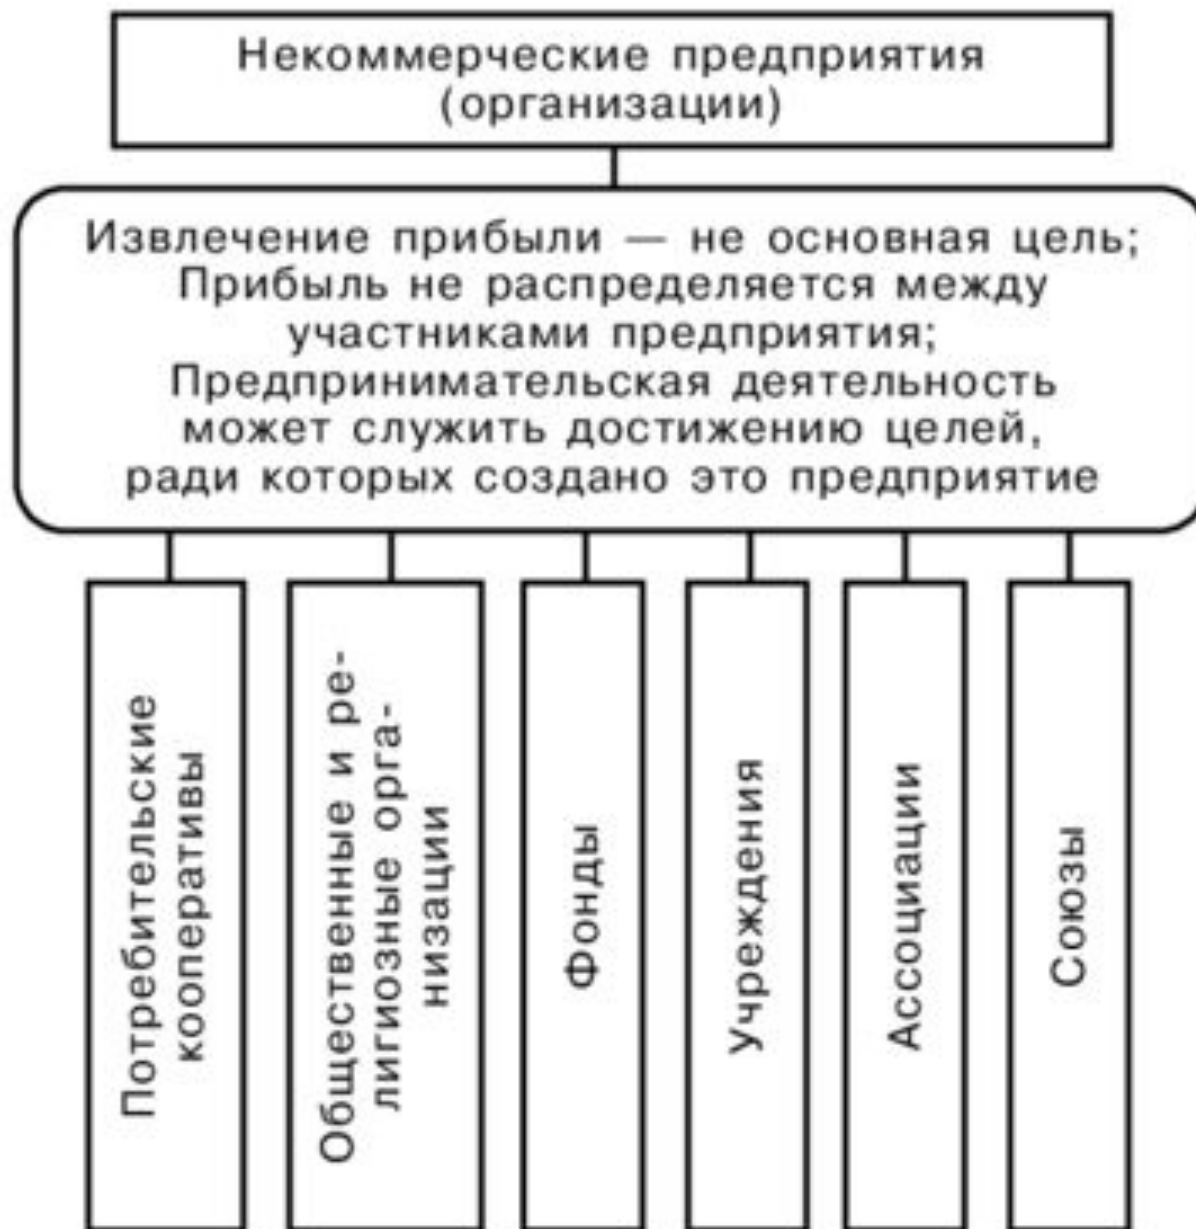 Некоммерческие предприятия
(организации)
Извлечение прибыли — не основная цель;
Прибыль не распределяется между
участниками предприятия;
Предпринимательская деятельность
может служить достижению целей,
ради которых создано это предприятие
Потребительские
кооперативы
Общественные и ре-
лигиозные орга-
низации
Фонды
Учреждения
Ассоциации
Союзы